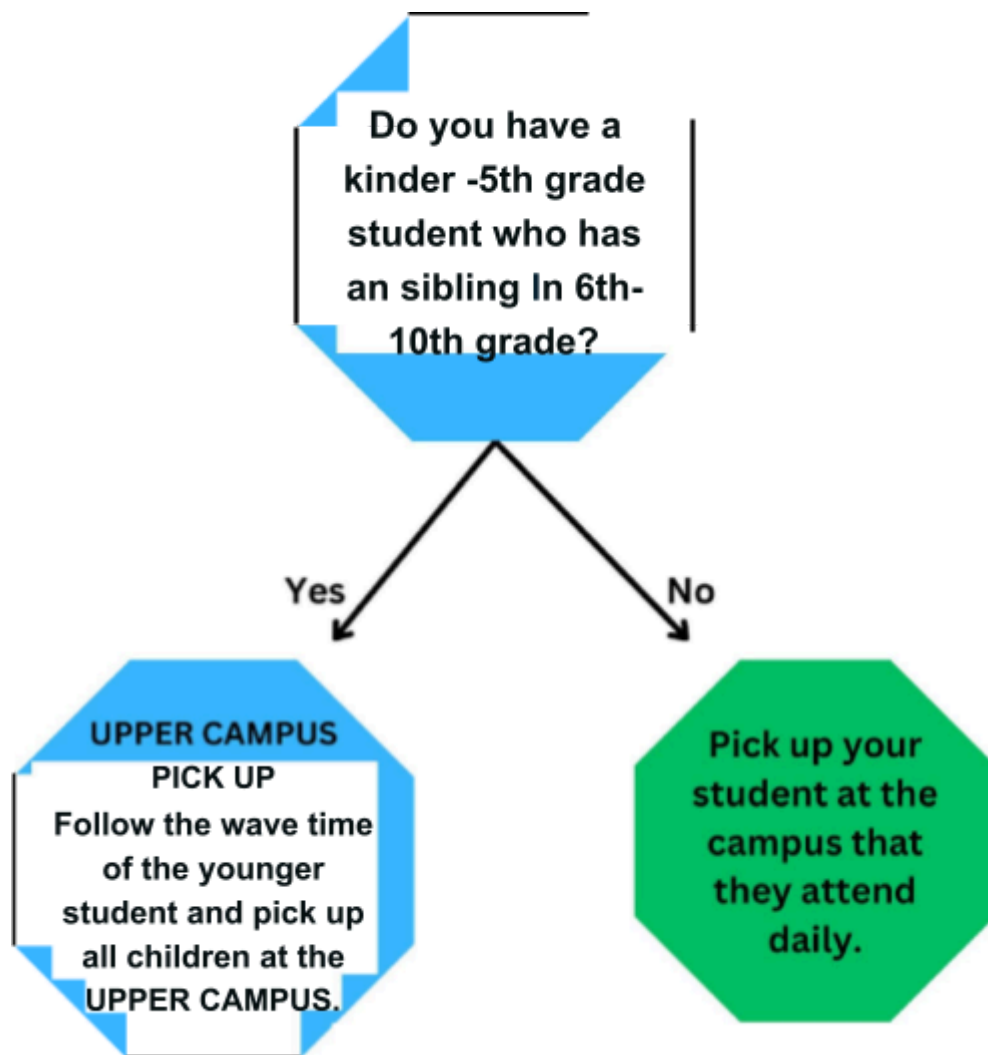 Do you have a
kinder -5th grade
student who has
an sibling In 6th-
10th grade?
Yes
No
UPPER CAMPUS
PICK UP
Follow the wave time
of the younger
student and pick up
all children at the
UPPER CAMPUS.
Pick up your
student at the
campus that
they attend
daily.